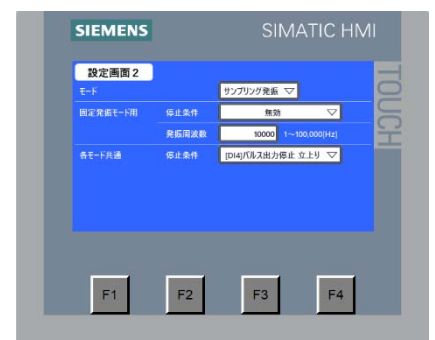 SIEMENS SIMATIC HMI
TOUCH
設定画面2
モード サンプリング発振 ▽
固定発振モード用 停止条件 無効 ▽
発振周波数 10000 1～100,000[Hz]
各モード共通 停止条件 [DI4]パルス出力停止 立上り ▽
F1 F2 F3 F4